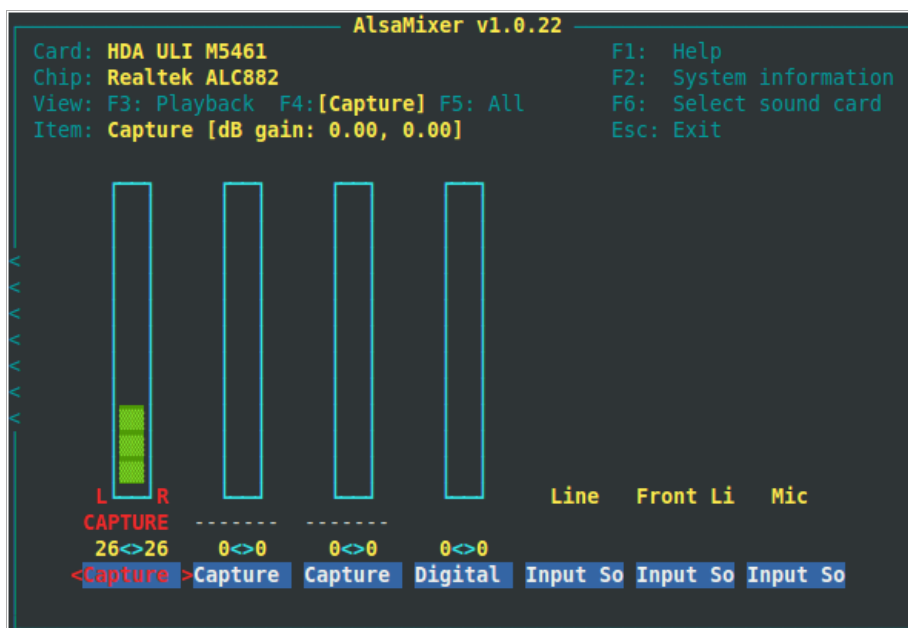 AlsaMixer v1.0.22
Card: HDA ULI M5461 F1: Help
Chip: Realtek ALC882 F2: System information
View: F3: Playback F4:[Capture] F5: All F6: Select sound card
Item: Capture [dB gain: 0.00, 0.00] Esc: Exit
<
<
<
<
<
<
<
L R Line Front Li Mic
CAPTURE ------- -------
26<>26 0<>0 0<>0 0<>0
<Capture >Capture Capture Digital Input So Input So Input So